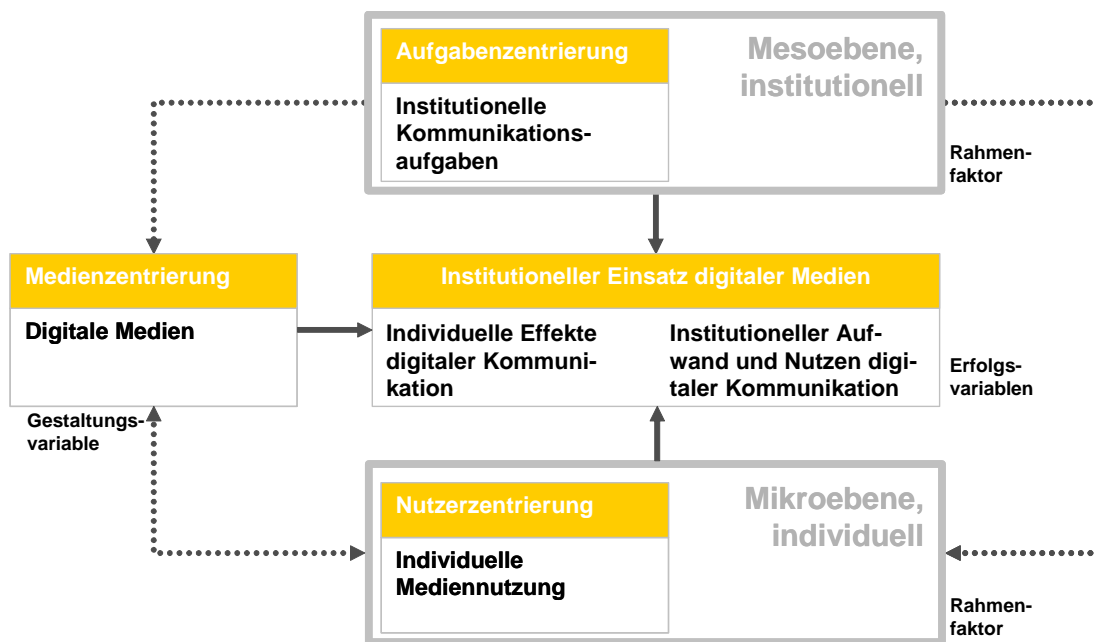 Aufgabenzentrierung
Institutionelle
Kommunikations-
aufgaben
Mesoebene,
institutionell
Rahmen-
faktor
Medienzentrierung
Digitale Medien
Gestaltungs-
variable
Institutioneller Einsatz digitaler Medien
Individuelle Effekte
digitaler Kommuni-
kation
Institutioneller Auf-
wand und Nutzen digi-
taler Kommunikation
Erfolgs-
variablen
Nutzerzentrierung
Individuelle
Mediennutzung
Mikroebene,
individuell
Rahmen-
faktor